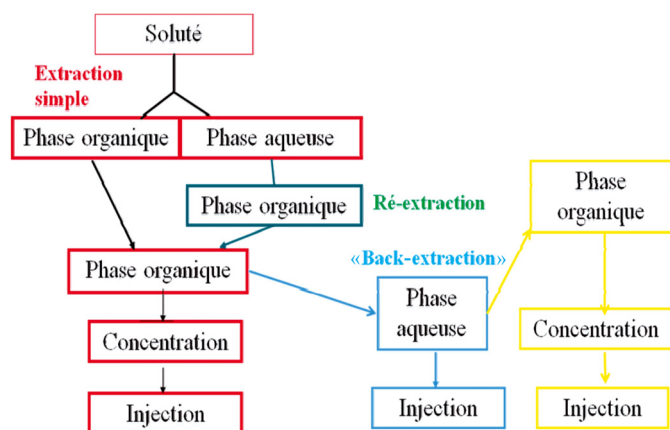 Soluté
Extraction
simple
Phase organique
Phase aqueuse
Phase organique
Ré-extraction
Phase
organique
Phase organique
«Back-extraction»
Phase
aqueuse
Concentration
Concentration
Injection
Injection
Injection